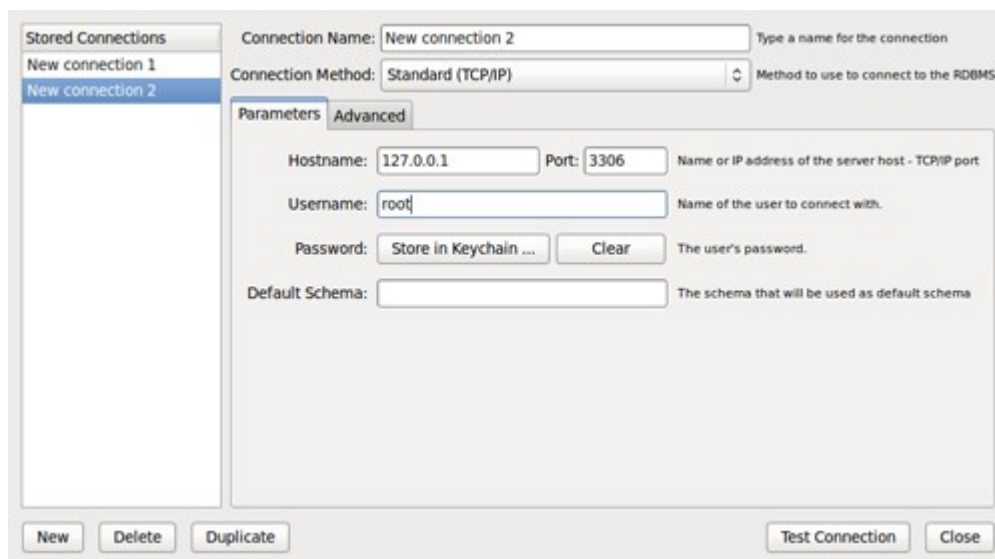 Stored Connections
New connection 1
New connection 2
Connection Name: New connection 2 Type a name for the connection
Connection Method: Standard (TCP/IP) Method to use to connect to the RDBMS
Parameters Advanced
Hostname: 127.0.0.1 Port: 3306 Name or IP address of the server host - TCP/IP port
Username: root Name of the user to connect with.
Password: Store in Keychain ... Clear The user's password.
Default Schema: The schema that will be used as default schema
New Delete Duplicate Test Connection Close